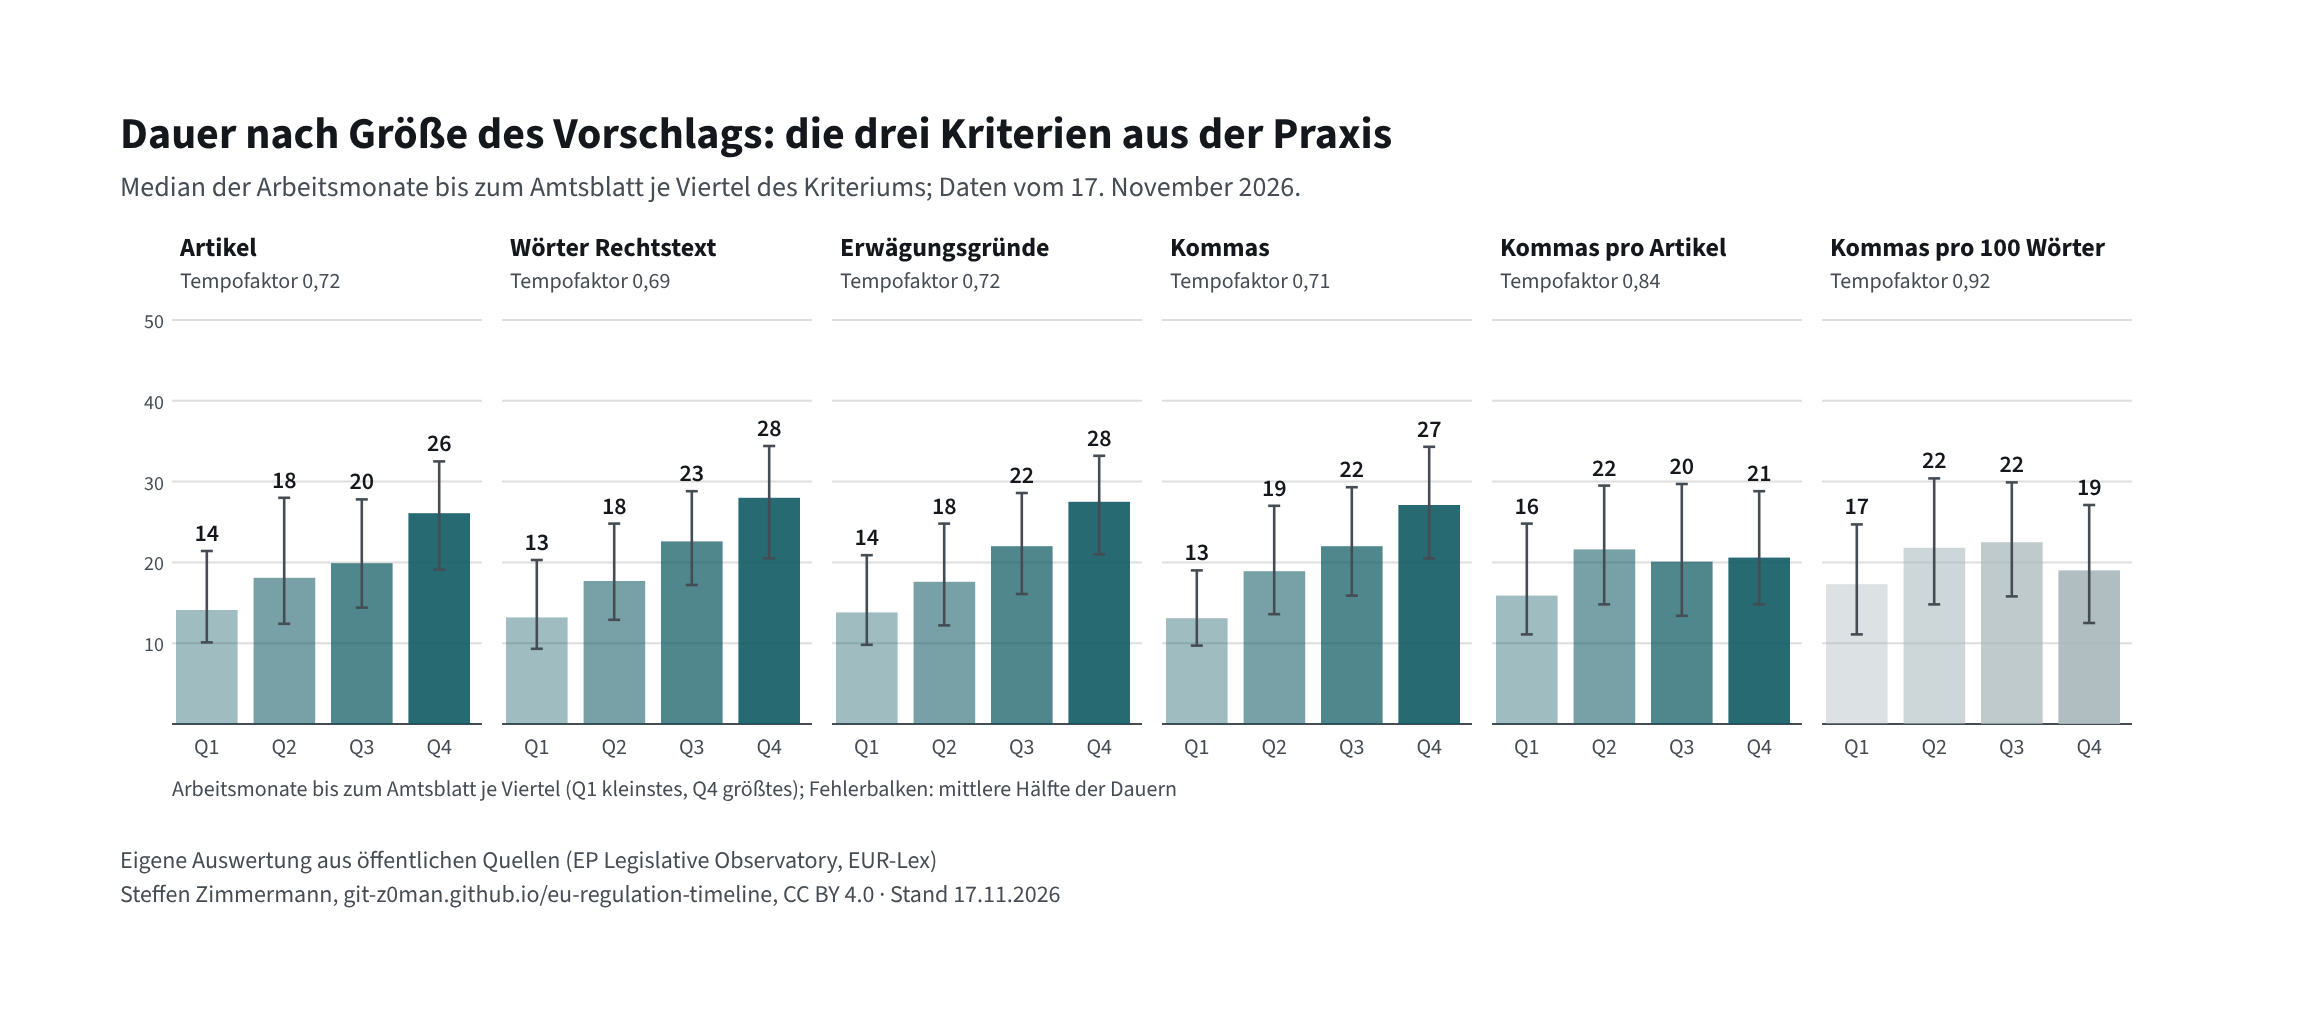 Dauer nach Größe des Vorschlags: die drei Kriterien aus der Praxis
Median der Arbeitsmonate bis zum Amtsblatt je Viertel des Kriteriums; Daten vom 17. November 2026.
Artikel
Tempofaktor 0,72
Wörter Rechtstext
Tempofaktor 0,69
Erwägungsgründe
Tempofaktor 0,72
Kommas
Tempofaktor 0,71
Kommas pro Artikel
Tempofaktor 0,84
Kommas pro 100 Wörter
Tempofaktor 0,92
50
40
30
20
10
14 18 20 26
13 18 23 28
14 18 22 28
13 19 22 27
16 22 20 21
17 22 22 19
Q1 Q2 Q3 Q4
Q1 Q2 Q3 Q4
Q1 Q2 Q3 Q4
Q1 Q2 Q3 Q4
Q1 Q2 Q3 Q4
Q1 Q2 Q3 Q4
Arbeitsmonate bis zum Amtsblatt je Viertel (Q1 kleinstes, Q4 größtes); Fehlerbalken: mittlere Hälfte der Dauern
Eigene Auswertung aus öffentlichen Quellen (EP Legislative Observatory, EUR-Lex)
Steffen Zimmermann, git-z0man.github.io/eu-regulation-timeline, CC BY 4.0 · Stand 17.11.2026